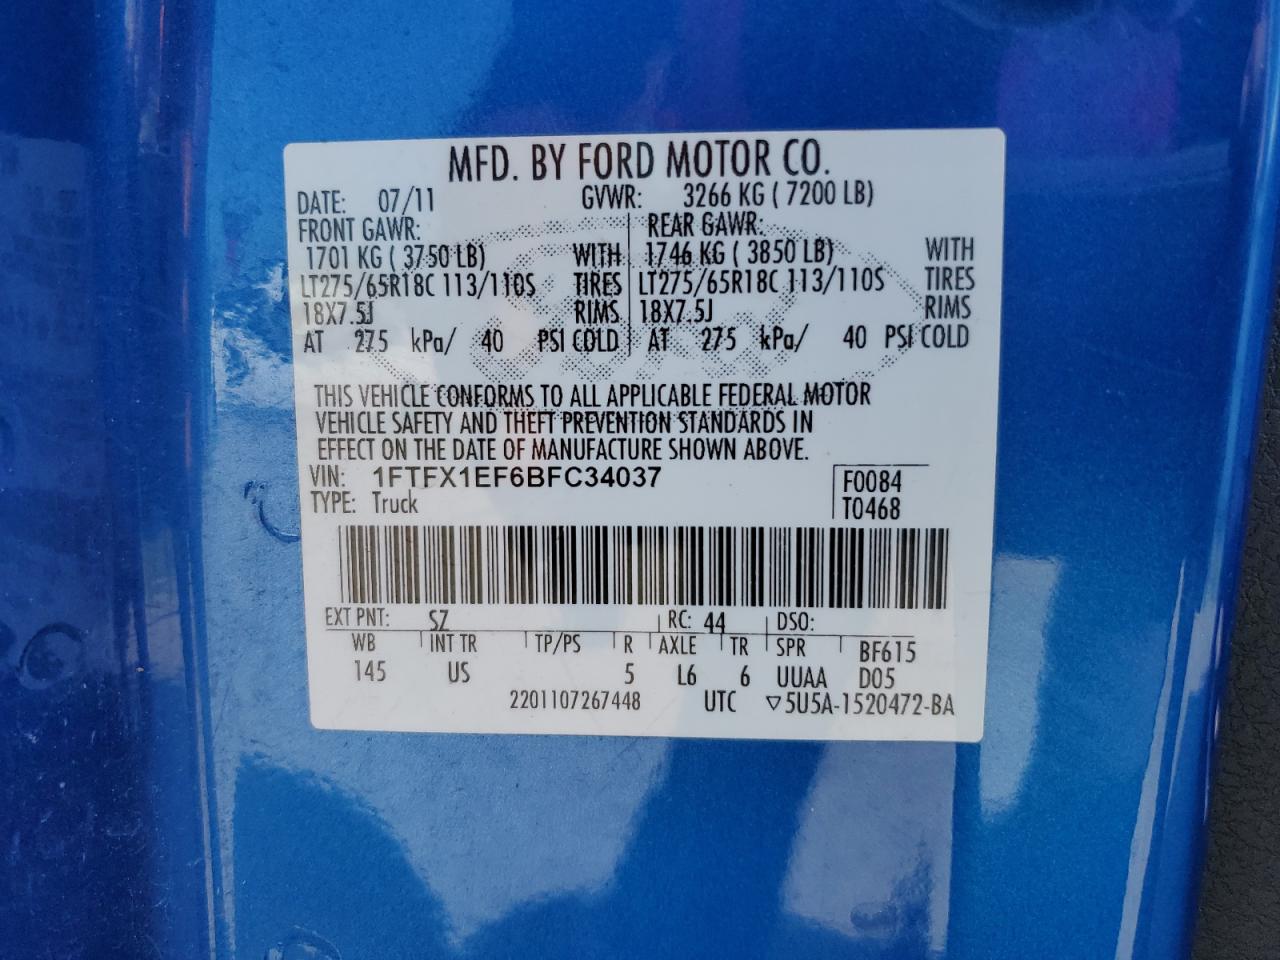 MFD. BY FORD MOTOR CO.
DATE: 07/11 GVWR: 3266 KG ( 7200 LB)
FRONT GAWR: REAR GAWR:
1701 KG ( 3750 LB) WITH 1746 KG ( 3850 LB) WITH
LT275/65R18C 113/110S TIRES LT275/65R18C 113/110S TIRES
18X7.5J RIMS 18X7.5J RIMS
AT 275 kPa/ 40 PSI COLD AT 275 kPa/ 40 PSI COLD
THIS VEHICLE CONFORMS TO ALL APPLICABLE FEDERAL MOTOR
VEHICLE SAFETY AND THEFT PREVENTION STANDARDS IN
EFFECT ON THE DATE OF MANUFACTURE SHOWN ABOVE.
VIN: 1FTFX1EF6BFC34037 F0084
TYPE: Truck T0468
EXT PNT: SZ RC: 44 DSO:
WB INT TR TP/PS R AXLE TR SPR BF615
145 US 5 L6 6 UUAA D05
2201107267448 UTC ▽5U5A-1520472-BA